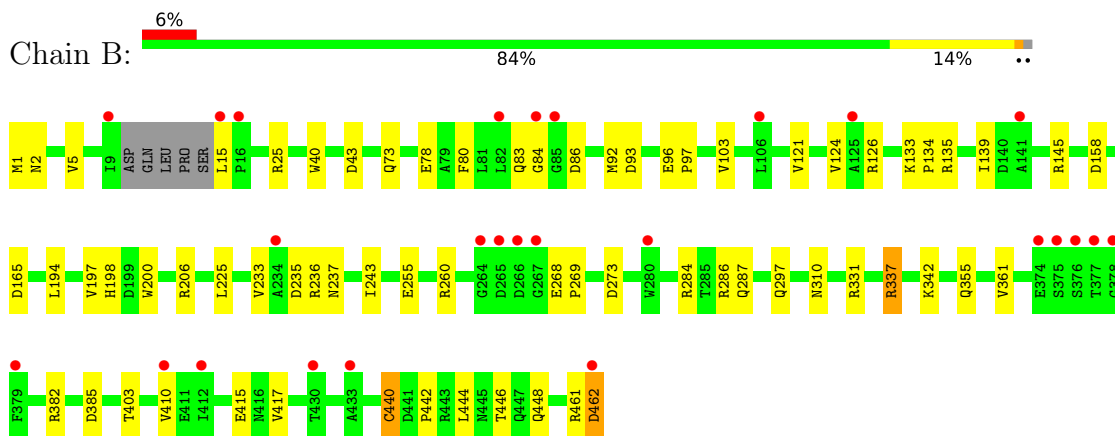 6%
Chain B:
84% 14% ••
M1 N2 V5 I9 ASP GLN LEU PRO SER L15 P16 R25 W40 D43 Q73 E78 A79 F80 L81 L82 Q83 G84 G85 D86 M92 D93 E96 P97 V103 L106 V121 V124 A125 R126 K133 P134 R135 I139 D140 A141 R145 D158
D165 L194 V197 H198 D199 W200 R206 L225 V233 A234 D235 R236 N237 I243 E255 R260 G264 D265 D266 G267 E268 P269 D273 W280 R284 T285 R286 Q287 Q297 N310 R331 R337 K342 Q355 V361 E374 S375 S376 T377 G378
F379 R382 D385 T403 V410 E411 I412 E415 N416 V417 T430 A433 C440 D441 P442 R443 L444 N445 T446 Q447 Q448 R461 D462